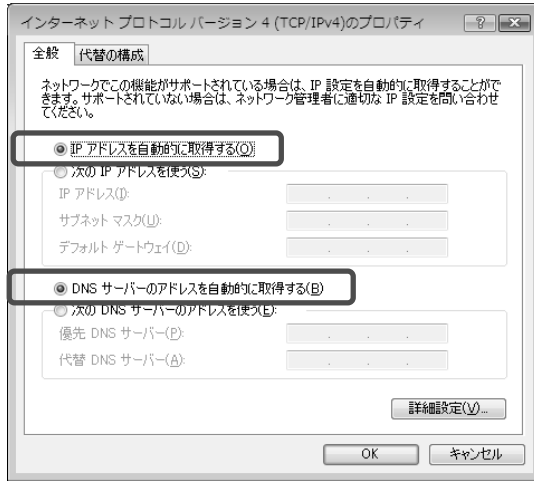 インターネット プロトコル バージョン 4 (TCP/IPv4)のプロパティ
全般
代替の構成
ネットワークでこの機能がサポートされている場合は、IP 設定を自動的に取得することがで
きます。サポートされていない場合は、ネットワーク管理者に適切な IP 設定を問い合わせ
てください。
IP アドレスを自動的に取得する(O)
次の IP アドレスを使う(S):
IP アドレス(I):
サブネット マスク(U):
デフォルト ゲートウェイ(D):
DNS サーバーのアドレスを自動的に取得する(B)
次の DNS サーバーのアドレスを使う(E):
優先 DNS サーバー(P):
代替 DNS サーバー(A):
詳細設定(V)...
OK
キャンセル